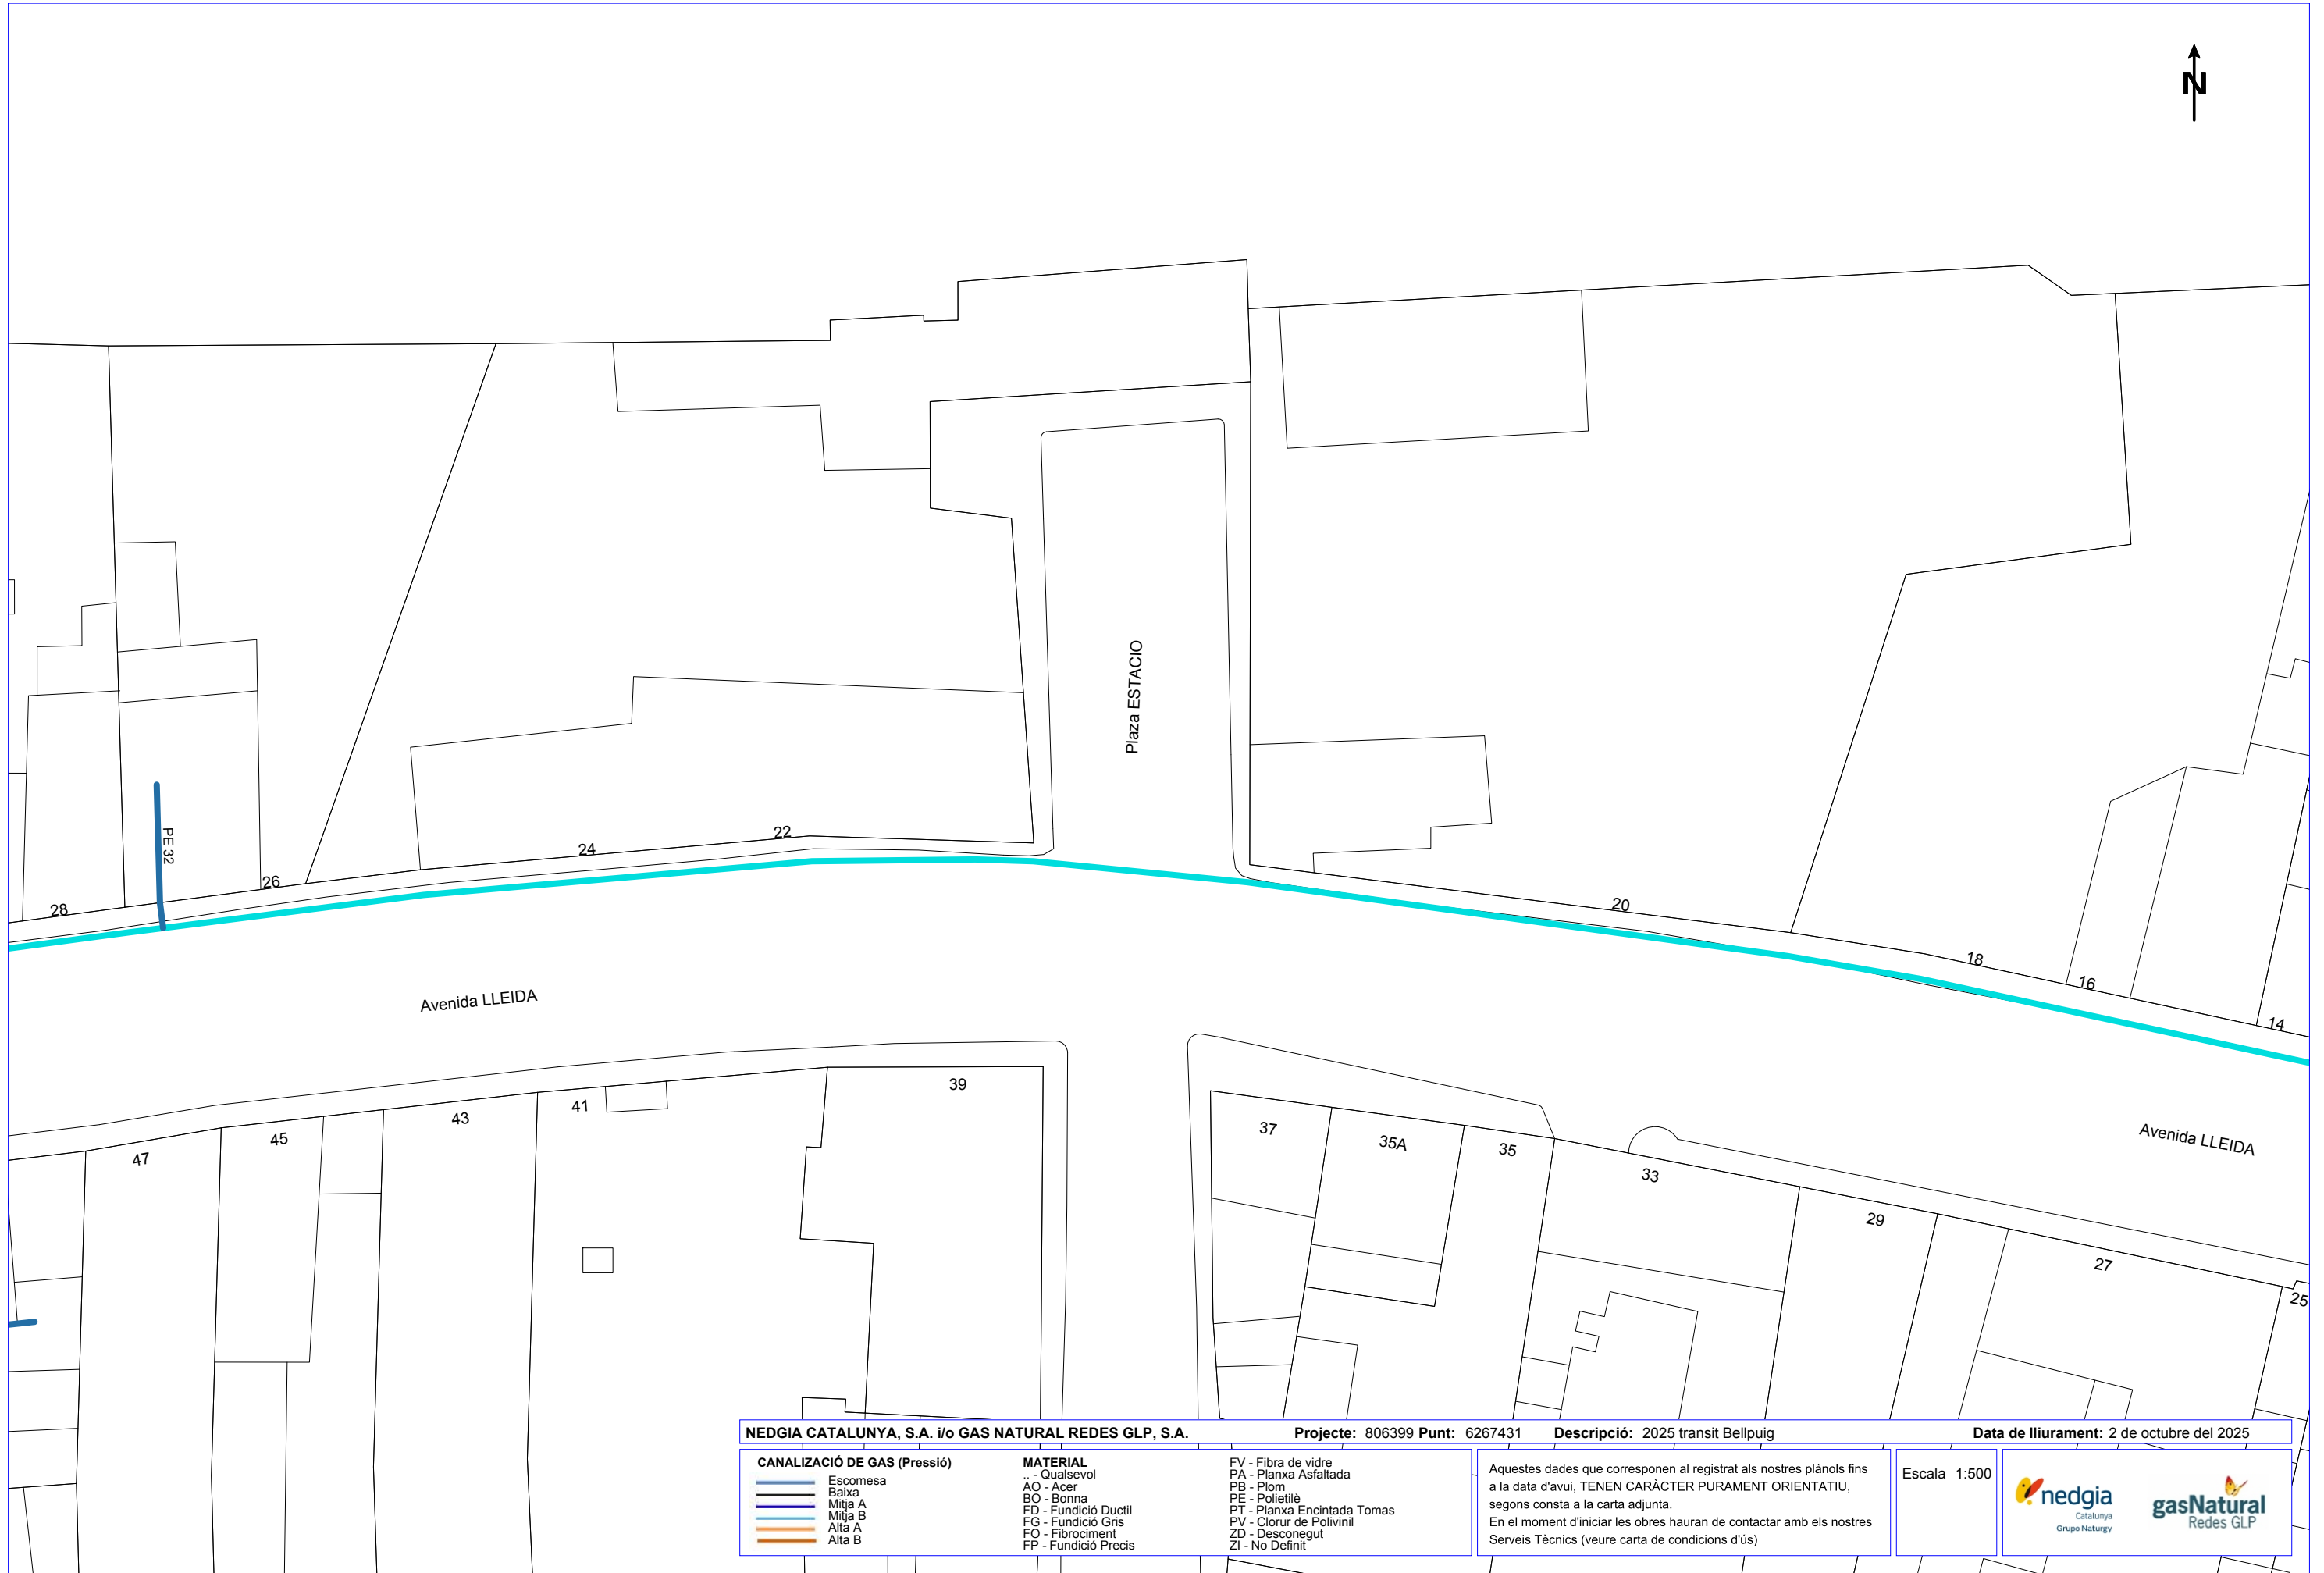 N
Plaza ESTACIO
PE 32
22
24
26
28
20
18
16
14
Avenida LLEIDA
Avenida LLEIDA
39
41
43
45
47
37
35A
35
33
29
27
25
NEDGIA CATALUNYA, S.A. i/o GAS NATURAL REDES GLP, S.A. Projecte: 806399 Punt: 6267431 Descripció: 2025 transit Bellpuig Data de lliurament: 2 de octubre del 2025
CANALIZACIÓ DE GAS (Pressió)
Escomesa
Baixa
Mitja A
Mitja B
Alta A
Alta B
MATERIAL
.. - Qualsevol
AO - Acer
BO - Bonna
FD - Fundició Ductil
FG - Fundició Gris
FO - Fibrociment
FP - Fundició Precis
FV - Fibra de vidre
PA - Planxa Asfaltada
PB - Plom
PE - Polietilè
PT - Planxa Encintada Tomas
PV - Clorur de Polivinil
ZD - Desconegut
ZI - No Definit
Aquestes dades que corresponen al registrat als nostres plànols fins
a la data d'avui, TENEN CARÀCTER PURAMENT ORIENTATIU,
segons consta a la carta adjunta.
En el moment d'iniciar les obres hauran de contactar amb els nostres
Serveis Tècnics (veure carta de condicions d'ús)
Escala 1:500
nedgia
Catalunya
Grupo Naturgy
gasNatural
Redes GLP